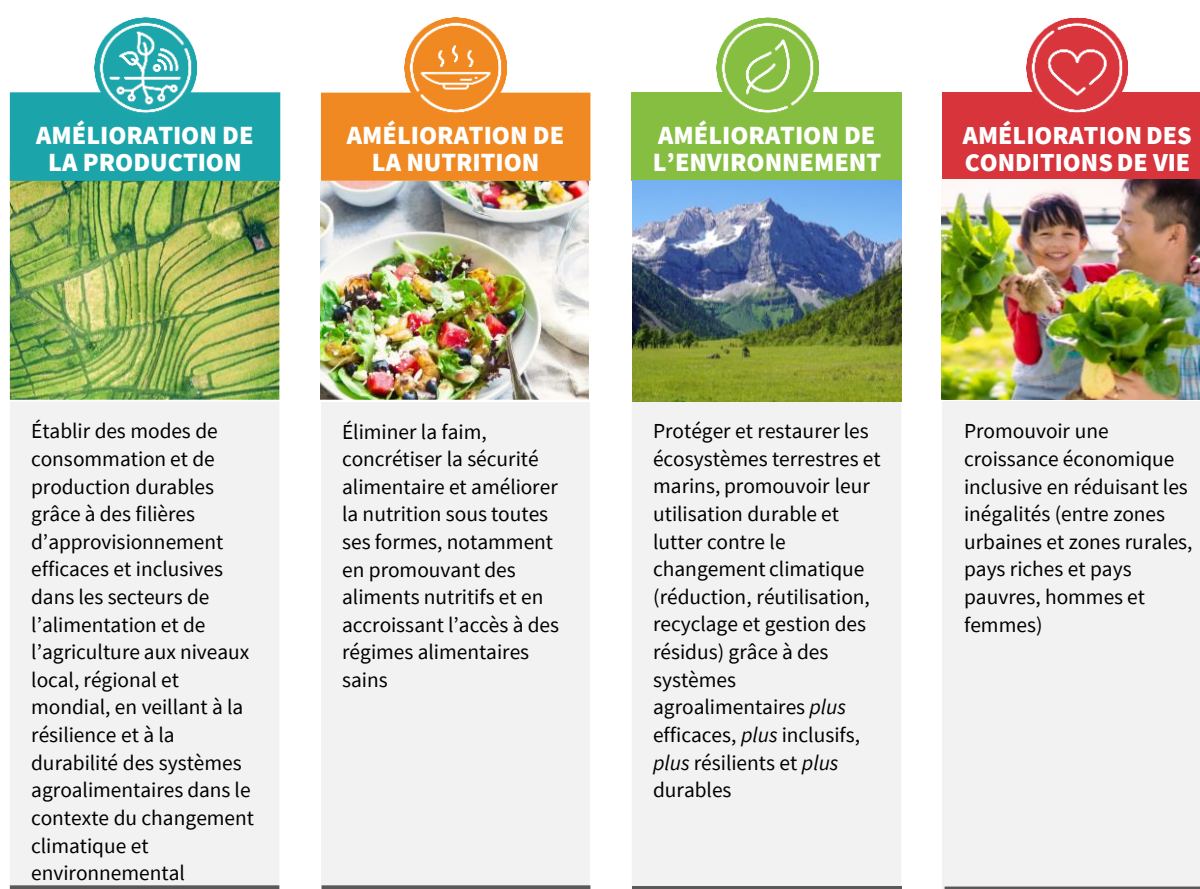 AMÉLIORATION DE
LA PRODUCTION
Établir des modes de
consommation et de
production durables
grâce à des filières
d’approvisionnement
efficaces et inclusives
dans les secteurs de
l’alimentation et de
l’agriculture aux niveaux
local, régional et
mondial, en veillant à la
résilience et à la
durabilité des systèmes
agroalimentaires dans le
contexte du changement
climatique et
environnemental
AMÉLIORATION DE
LA NUTRITION
Éliminer la faim,
concrétiser la sécurité
alimentaire et améliorer
la nutrition sous toutes
ses formes, notamment
en promouvant des
aliments nutritifs et en
accroissant l’accès à des
régimes alimentaires
sains
AMÉLIORATION DE
L’ENVIRONNEMENT
Protéger et restaurer les
écosystèmes terrestres et
marins, promouvoir leur
utilisation durable et
lutter contre le
changement climatique
(réduction, réutilisation,
recyclage et gestion des
résidus) grâce à des
systèmes
agroalimentaires plus
efficaces, plus inclusifs,
plus résilients et plus
durables
AMÉLIORATION DES
CONDITIONS DE VIE
Promouvoir une
croissance économique
inclusive en réduisant les
inégalités (entre zones
urbaines et zones rurales,
pays riches et pays
pauvres, hommes et
femmes)